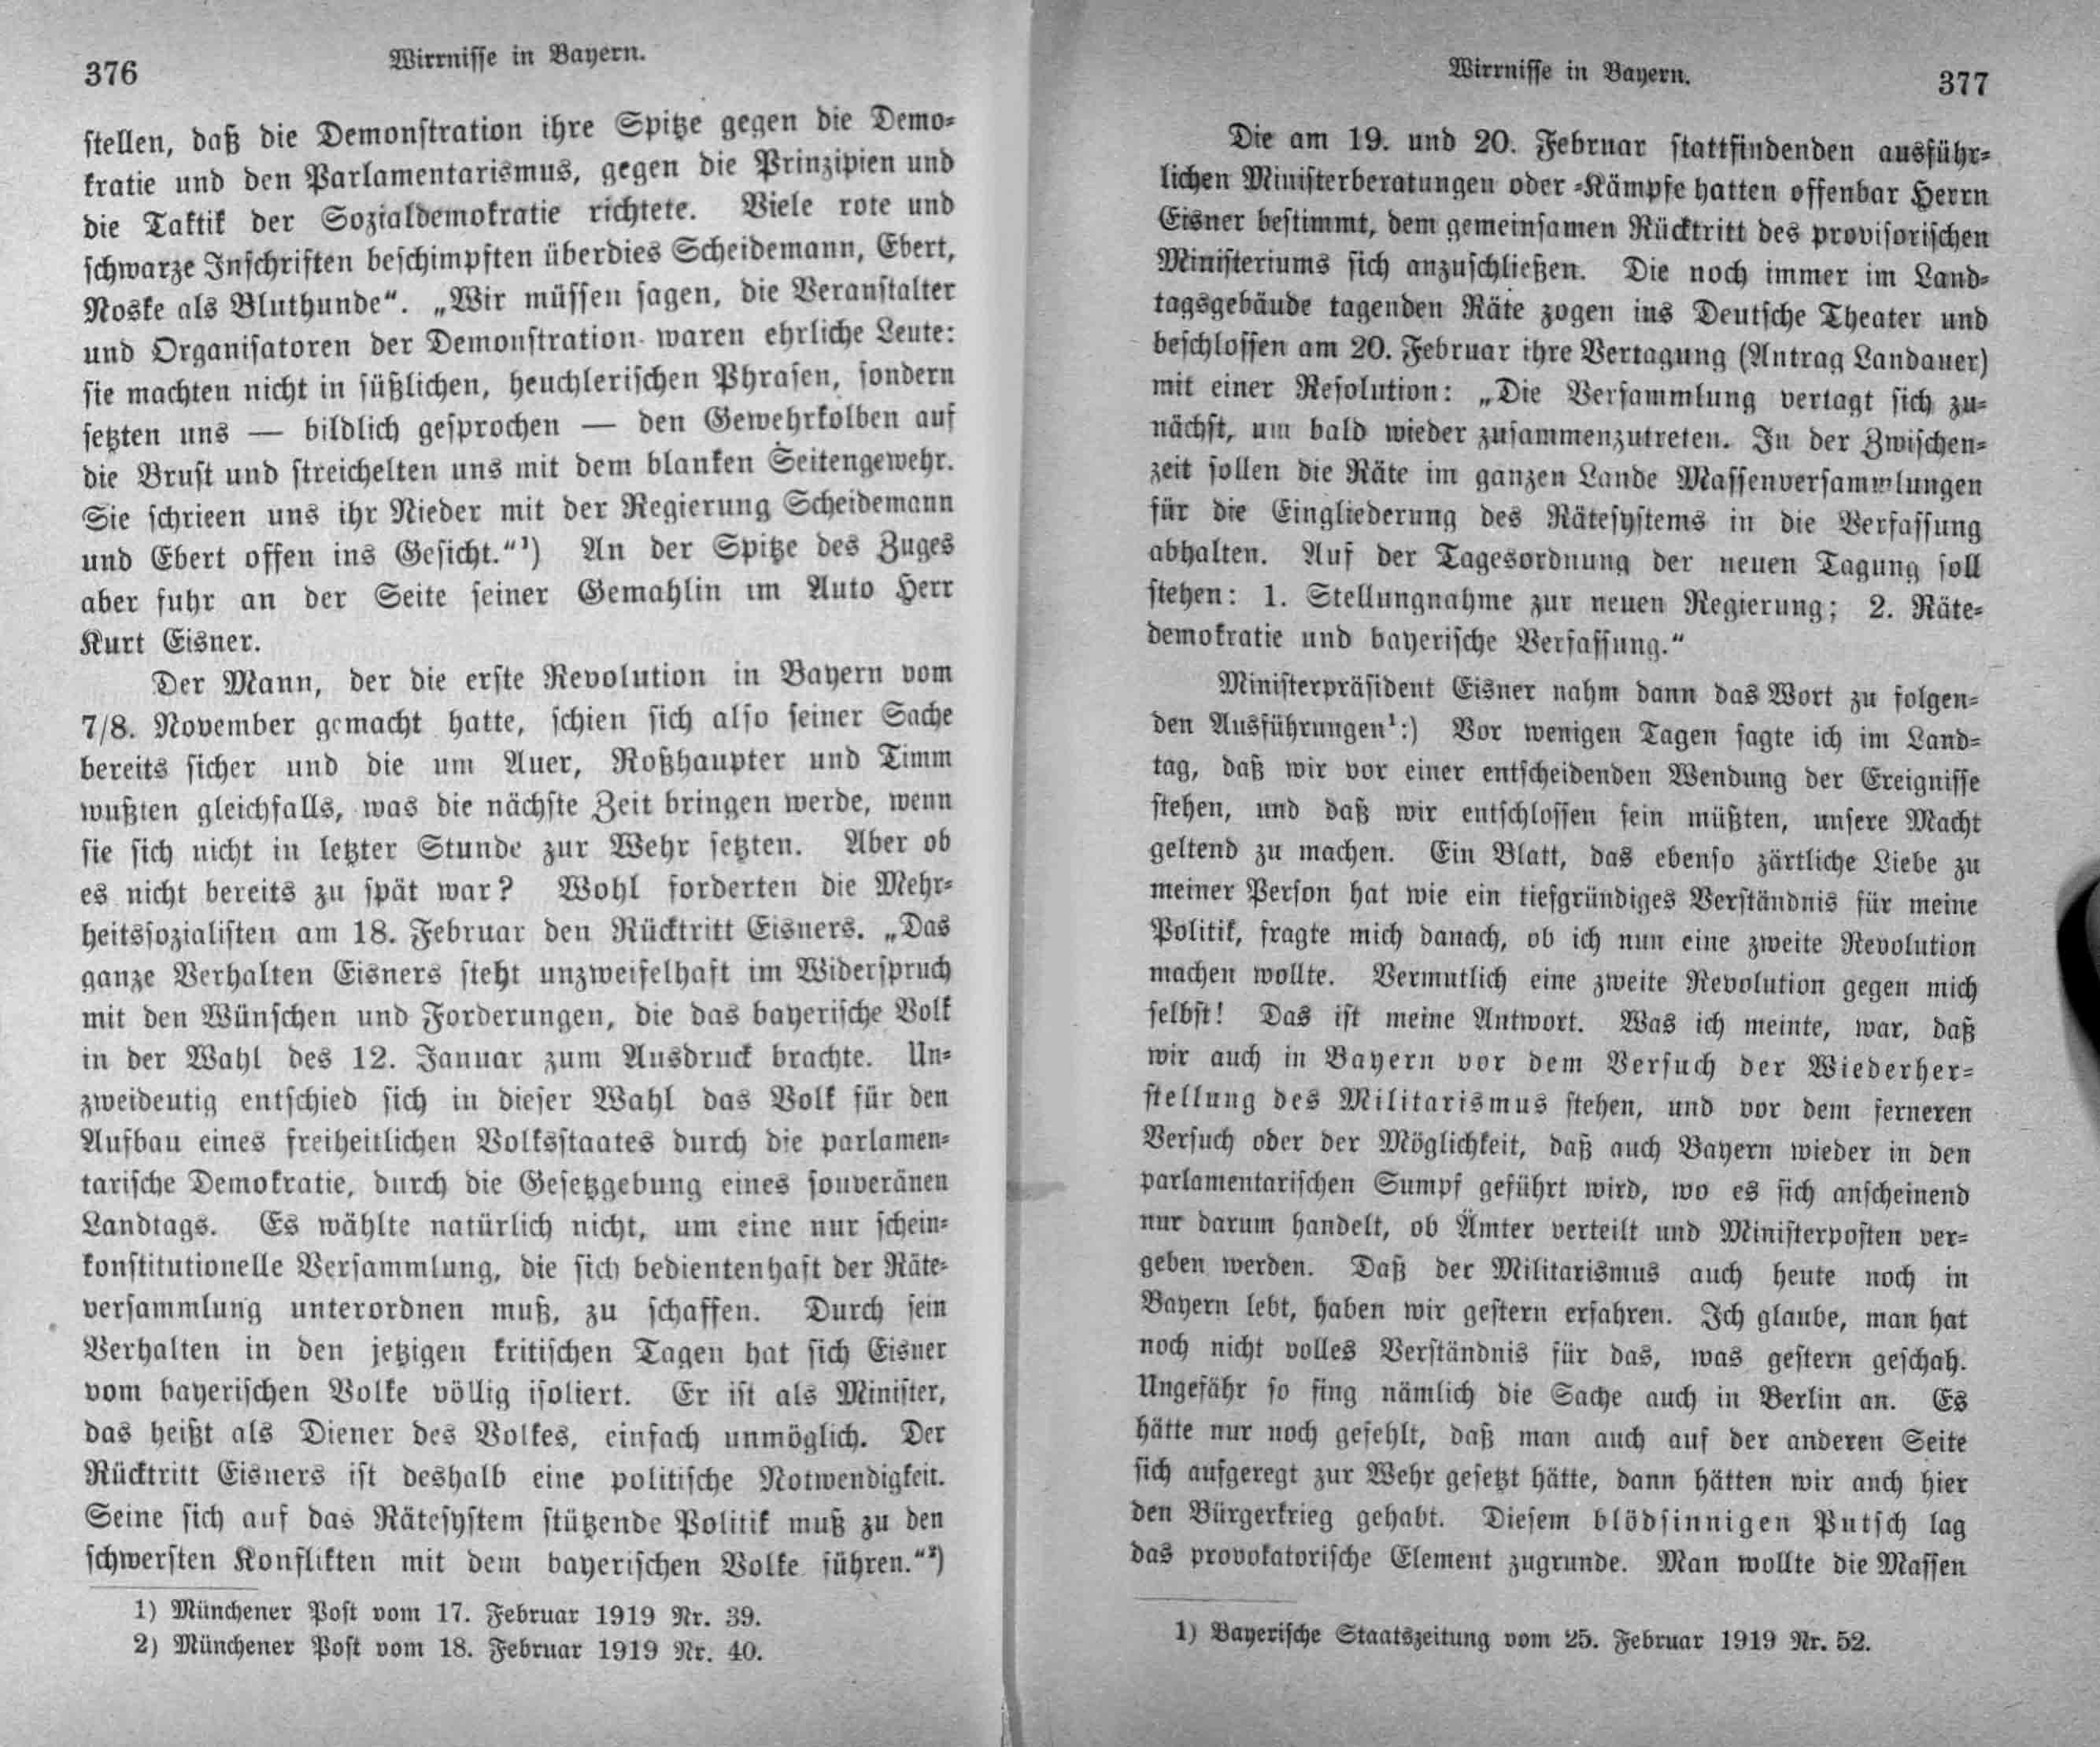 376
Wirrnisse in Bayern.
stellen, daß die Demonstration ihre Spitze gegen die Demo-
kratie und den Parlamentarismus, gegen die Prinzipien und
die Taktik der Sozialdemokratie richtete. Viele rote und
schwarze Inschriften beschimpften überdies Scheidemann, Ebert,
Noske als Bluthunde“. „Wir müssen sagen, die Veranstalter
und Organisatoren der Demonstration waren ehrliche Leute:
sie machten nicht in süßlichen, heuchlerischen Phrasen, sondern
setzten uns — bildlich gesprochen — den Gewehrkolben auf
die Brust und streichelten uns mit dem blanken Seitengewehr.
Sie schrieen uns ihr Nieder mit der Regierung Scheidemann
und Ebert offen ins Gesicht.“¹) An der Spitze des Zuges
aber fuhr an der Seite seiner Gemahlin im Auto Herr
Kurt Eisner.
Der Mann, der die erste Revolution in Bayern vom
7/8. November gemacht hatte, schien sich also seiner Sache
bereits sicher und die um Auer, Roßhaupter und Timm
wußten gleichfalls, was die nächste Zeit bringen werde, wenn
sie sich nicht in letzter Stunde zur Wehr setzten. Aber ob
es nicht bereits zu spät war? Wohl forderten die Mehr-
heitssozialisten am 18. Februar den Rücktritt Eisners. „Das
ganze Verhalten Eisners steht unzweifelhaft im Widerspruch
mit den Wünschen und Forderungen, die das bayerische Volk
in der Wahl des 12. Januar zum Ausdruck brachte. Un-
zweideutig entschied sich in dieser Wahl das Volk für den
Aufbau eines freiheitlichen Volksstaates durch die parlamen-
tarische Demokratie, durch die Gesetzgebung eines souveränen
Landtags. Es wählte natürlich nicht, um eine nur schein-
konstitutionelle Versammlung, die sich bedientenhaft der Räte-
versammlung unterordnen muß, zu schaffen. Durch sein
Verhalten in den jetzigen kritischen Tagen hat sich Eisner
vom bayerischen Volke völlig isoliert. Er ist als Minister,
das heißt als Diener des Volkes, einfach unmöglich. Der
Rücktritt Eisners ist deshalb eine politische Notwendigkeit.
Seine sich auf das Rätesystem stützende Politik muß zu den
schwersten Konflikten mit dem bayerischen Volke führen.“²)
1) Münchener Post vom 17. Februar 1919 Nr. 39.
2) Münchener Post vom 18. Februar 1919 Nr. 40.
Wirrnisse in Bayern.
377
Die am 19. und 20. Februar stattfindenden ausführ-
lichen Ministerberatungen oder -Kämpfe hatten offenbar Herrn
Eisner bestimmt, dem gemeinsamen Rücktritt des provisorischen
Ministeriums sich anzuschließen. Die noch immer im Land-
tagsgebäude tagenden Räte zogen ins Deutsche Theater und
beschlossen am 20. Februar ihre Vertagung (Antrag Landauer)
mit einer Resolution: „Die Versammlung vertagt sich zu-
nächst, um bald wieder zusammenzutreten. In der Zwischen-
zeit sollen die Räte im ganzen Lande Massenversammlungen
für die Eingliederung des Rätesystems in die Verfassung
abhalten. Auf der Tagesordnung der neuen Tagung soll
stehen: 1. Stellungnahme zur neuen Regierung; 2. Räte-
demokratie und bayerische Verfassung.“
Ministerpräsident Eisner nahm dann das Wort zu folgen-
den Ausführungen¹:) Vor wenigen Tagen sagte ich im Land-
tag, daß wir vor einer entscheidenden Wendung der Ereignisse
stehen, und daß wir entschlossen sein müßten, unsere Macht
geltend zu machen. Ein Blatt, das ebenso zärtliche Liebe zu
meiner Person hat wie ein tiefgründiges Verständnis für meine
Politik, fragte mich danach, ob ich nun eine zweite Revolution
machen wollte. Vermutlich eine zweite Revolution gegen mich
selbst! Das ist meine Antwort. Was ich meinte, war, daß
wir auch in Bayern vor dem Versuch der Wiederher-
stellung des Militarismus stehen, und vor dem ferneren
Versuch oder der Möglichkeit, daß auch Bayern wieder in den
parlamentarischen Sumpf geführt wird, wo es sich anscheinend
nur darum handelt, ob Ämter verteilt und Ministerposten ver-
geben werden. Daß der Militarismus auch heute noch in
Bayern lebt, haben wir gestern erfahren. Ich glaube, man hat
noch nicht volles Verständnis für das, was gestern geschah.
Ungefähr so fing nämlich die Sache auch in Berlin an. Es
hätte nur noch gefehlt, daß man auch auf der anderen Seite
sich aufgeregt zur Wehr gesetzt hätte, dann hätten wir auch hier
den Bürgerkrieg gehabt. Diesem blödsinnigen Putsch lag
das provokatorische Element zugrunde. Man wollte die Massen
1) Bayerische Staatszeitung vom 25. Februar 1919 Nr. 52.